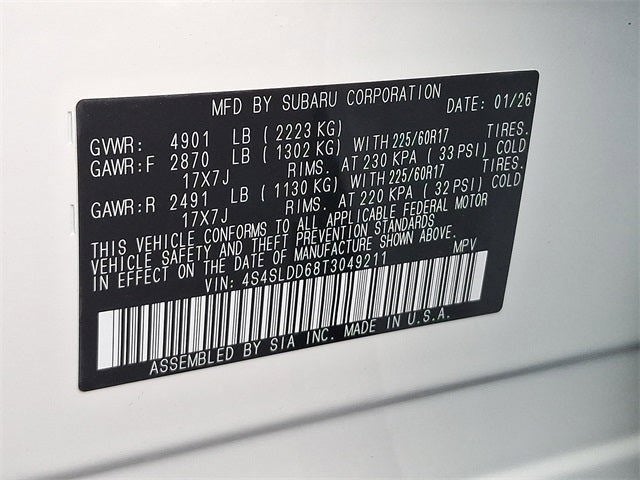 MFD BY SUBARU CORPORATION DATE: 01/26
GVWR: 4901 LB ( 2223 KG)
GAWR:F 2870 LB ( 1302 KG) WITH 225/60R17 TIRES.
17X7J RIMS. AT 230 KPA ( 33 PSI) COLD
GAWR:R 2491 LB ( 1130 KG) WITH 225/60R17 TIRES.
17X7J RIMS. AT 220 KPA ( 32 PSI) COLD
THIS VEHICLE CONFORMS TO ALL APPLICABLE FEDERAL MOTOR
VEHICLE SAFETY AND THEFT PREVENTION STANDARDS
IN EFFECT ON THE DATE OF MANUFACTURE SHOWN ABOVE.
VIN: 4S4SLDD68T3049211 MPV
ASSEMBLED BY SIA INC. MADE IN U.S.A.